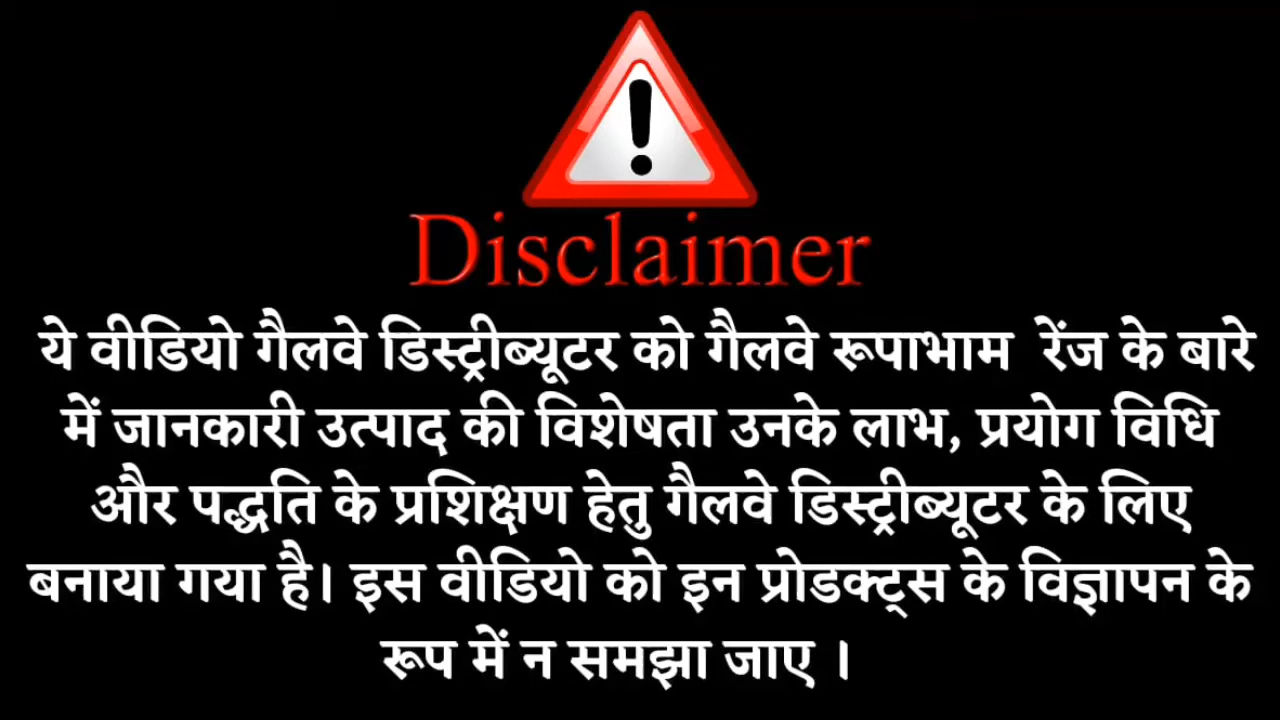 Disclaimer
ये वीडियो गैलवे डिस्ट्रीब्यूटर को गैलवे रूपाभाम रेंज के बारे
में जानकारी उत्पाद की विशेषता उनके लाभ, प्रयोग विधि
और पद्धति के प्रशिक्षण हेतु गैलवे डिस्ट्रीब्यूटर के लिए
बनाया गया है। इस वीडियो को इन प्रोडक्ट्स के विज्ञापन के
रूप में न समझा जाए ।